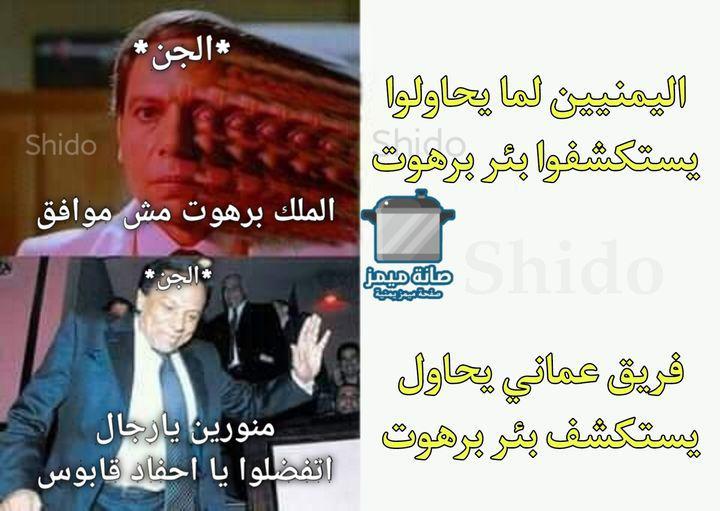 اليمنيين لما يحاولوا
يستكشفوا بئر برهوت
*الجن*
Shido
Shido
الملك برهوت مش موافق
صانة ميمز
صفحة ميمز يمنية
Shido
فريق عماني يحاول
يستكشف بئر برهوت
*الجن*
Shido
منورين يارجال
اتفضلوا يا احفاد قابوس